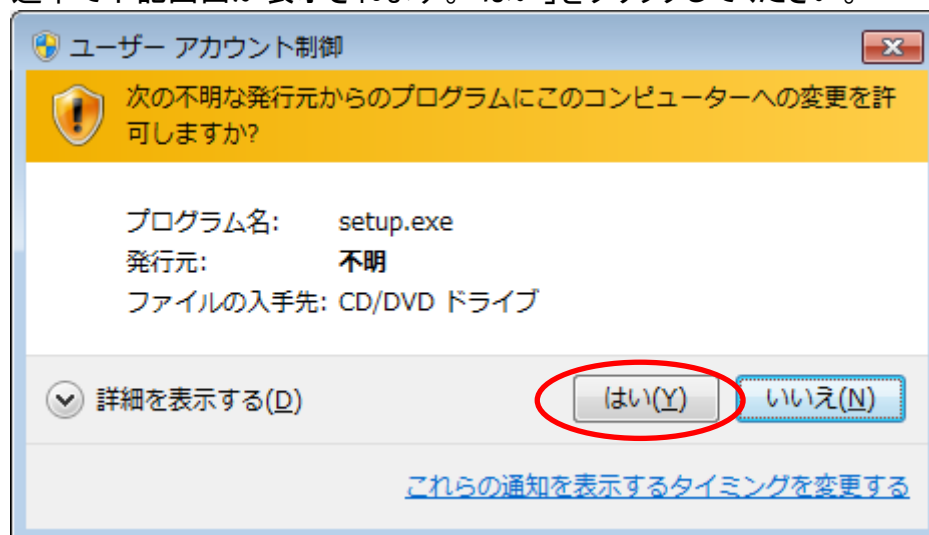 ユーザー アカウント制御
次の不明な発行元からのプログラムにこのコンピューターへの変更を許
可しますか?
プログラム名: setup.exe
発行元: 不明
ファイルの入手先: CD/DVD ドライブ
詳細を表示する(D)
はい(Y) いいえ(N)
これらの通知を表示するタイミングを変更する